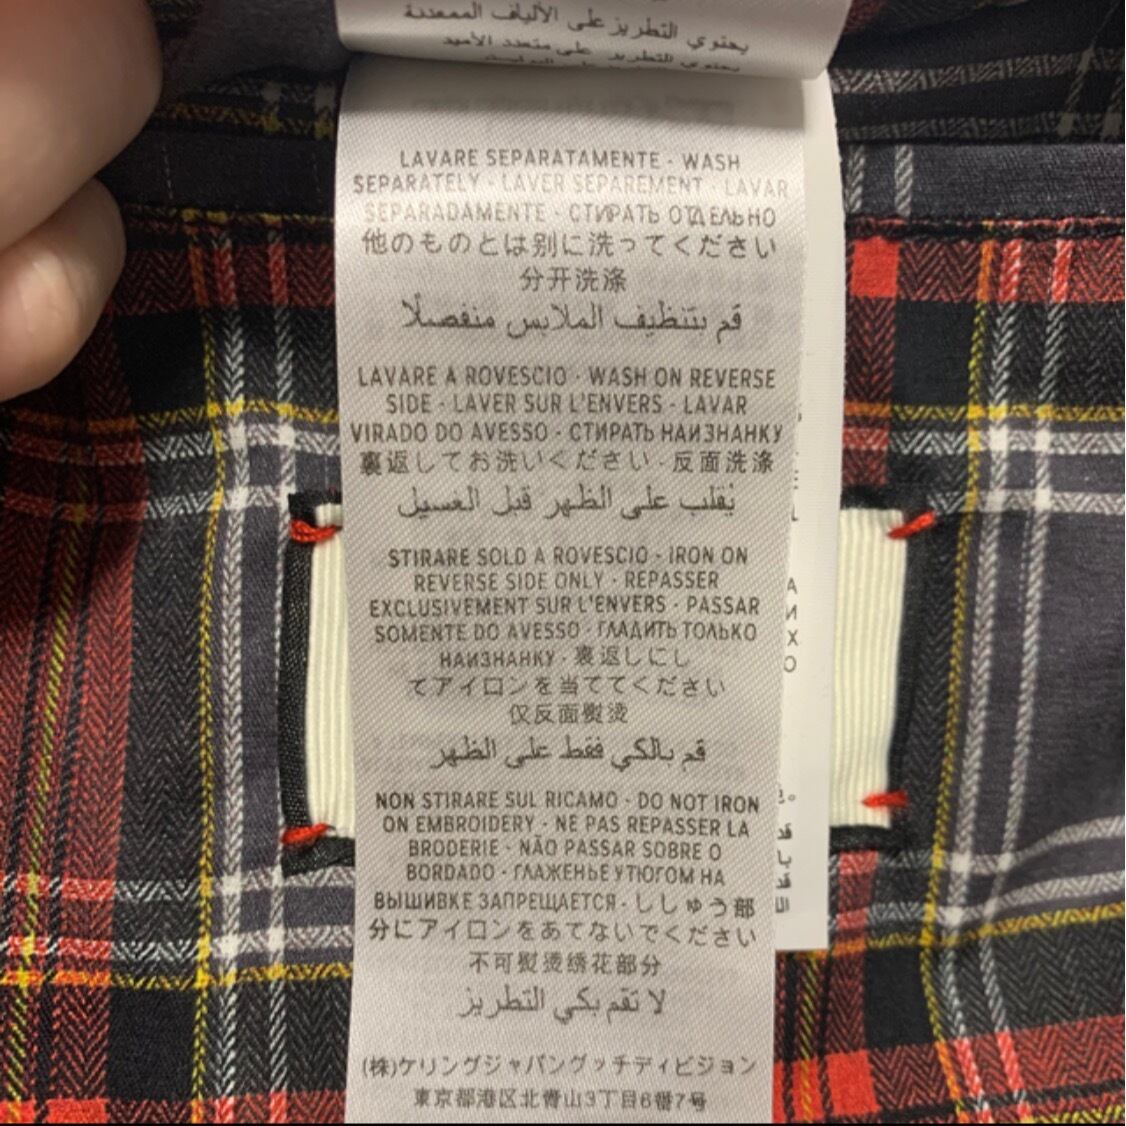 يحتوي التطريز على الألياف المعدنية
LAVARE SEPARATAMENTE - WASH
SEPARATELY - LAVER SÉPAREMENT - LAVAR
SEPARADAMENTE - СТИРАТЬ ОТДЕЛЬНО
他のものとは別に洗ってください
分开洗涤
قم بتنظيف الملابس منفصلًا
LAVARE A ROVESCIO - WASH ON REVERSE
SIDE - LAVER SUR L'ENVERS - LAVAR
VIRADO DO AVESSO - СТИРАТЬ НАИЗНАНКУ
裏返してお洗いください - 反面洗涤
يُقلب على الظهر قبل الغسيل
STIRARE SOLO A ROVESCIO - IRON ON
REVERSE SIDE ONLY - REPASSER
EXCLUSIVEMENT SUR L'ENVERS - PASSAR
SOMENTE DO AVESSO - ГЛАДИТЬ ТОЛЬКО
НАИЗНАНКУ - 裏返しにし
てアイロンを当ててください
仅反面熨烫
قم بالكي فقط على الظهر
NON STIRARE SUL RICAMO - DO NOT IRON
ON EMBROIDERY - NE PAS REPASSER LA
BRODERIE - NÃO PASSAR SOBRE O
BORDADO - ГЛАЖЕНЬЕ УТЮГОМ НА
ВЫШИВКЕ ЗАПРЕЩАЕТСЯ - ししゅう部
分にアイロンをあてないでください
不可熨烫绣花部分
لا تقم بكي التطريز
(株)ケリングジャパングッチディビジョン
東京都港区北青山3丁目6番7号